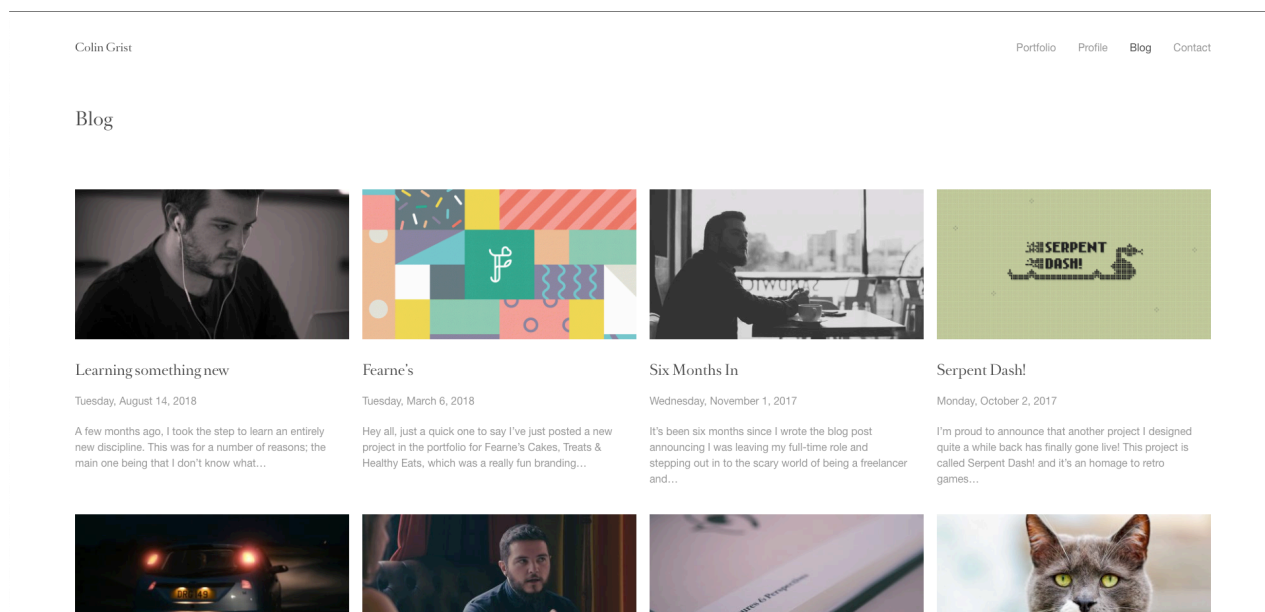 Colin Grist
Portfolio
Profile
Blog
Contact
Blog
SERPENT
DASH!
Learning something new
Tuesday, August 14, 2018
A few months ago, I took the step to learn an entirely
new discipline. This was for a number of reasons; the
main one being that I don’t know what…
Fearne’s
Tuesday, March 6, 2018
Hey all, just a quick one to say I’ve just posted a new
project in the portfolio for Fearne’s Cakes, Treats &
Healthy Eats, which was a really fun branding…
Six Months In
Wednesday, November 1, 2017
It’s been six months since I wrote the blog post
announcing I was leaving my full-time role and
stepping out in to the scary world of being a freelancer
and…
Serpent Dash!
Monday, October 2, 2017
I’m proud to announce that another project I designed
quite a while back has finally gone live! This project is
called Serpent Dash! and it’s an homage to retro
games…
& Perspectives